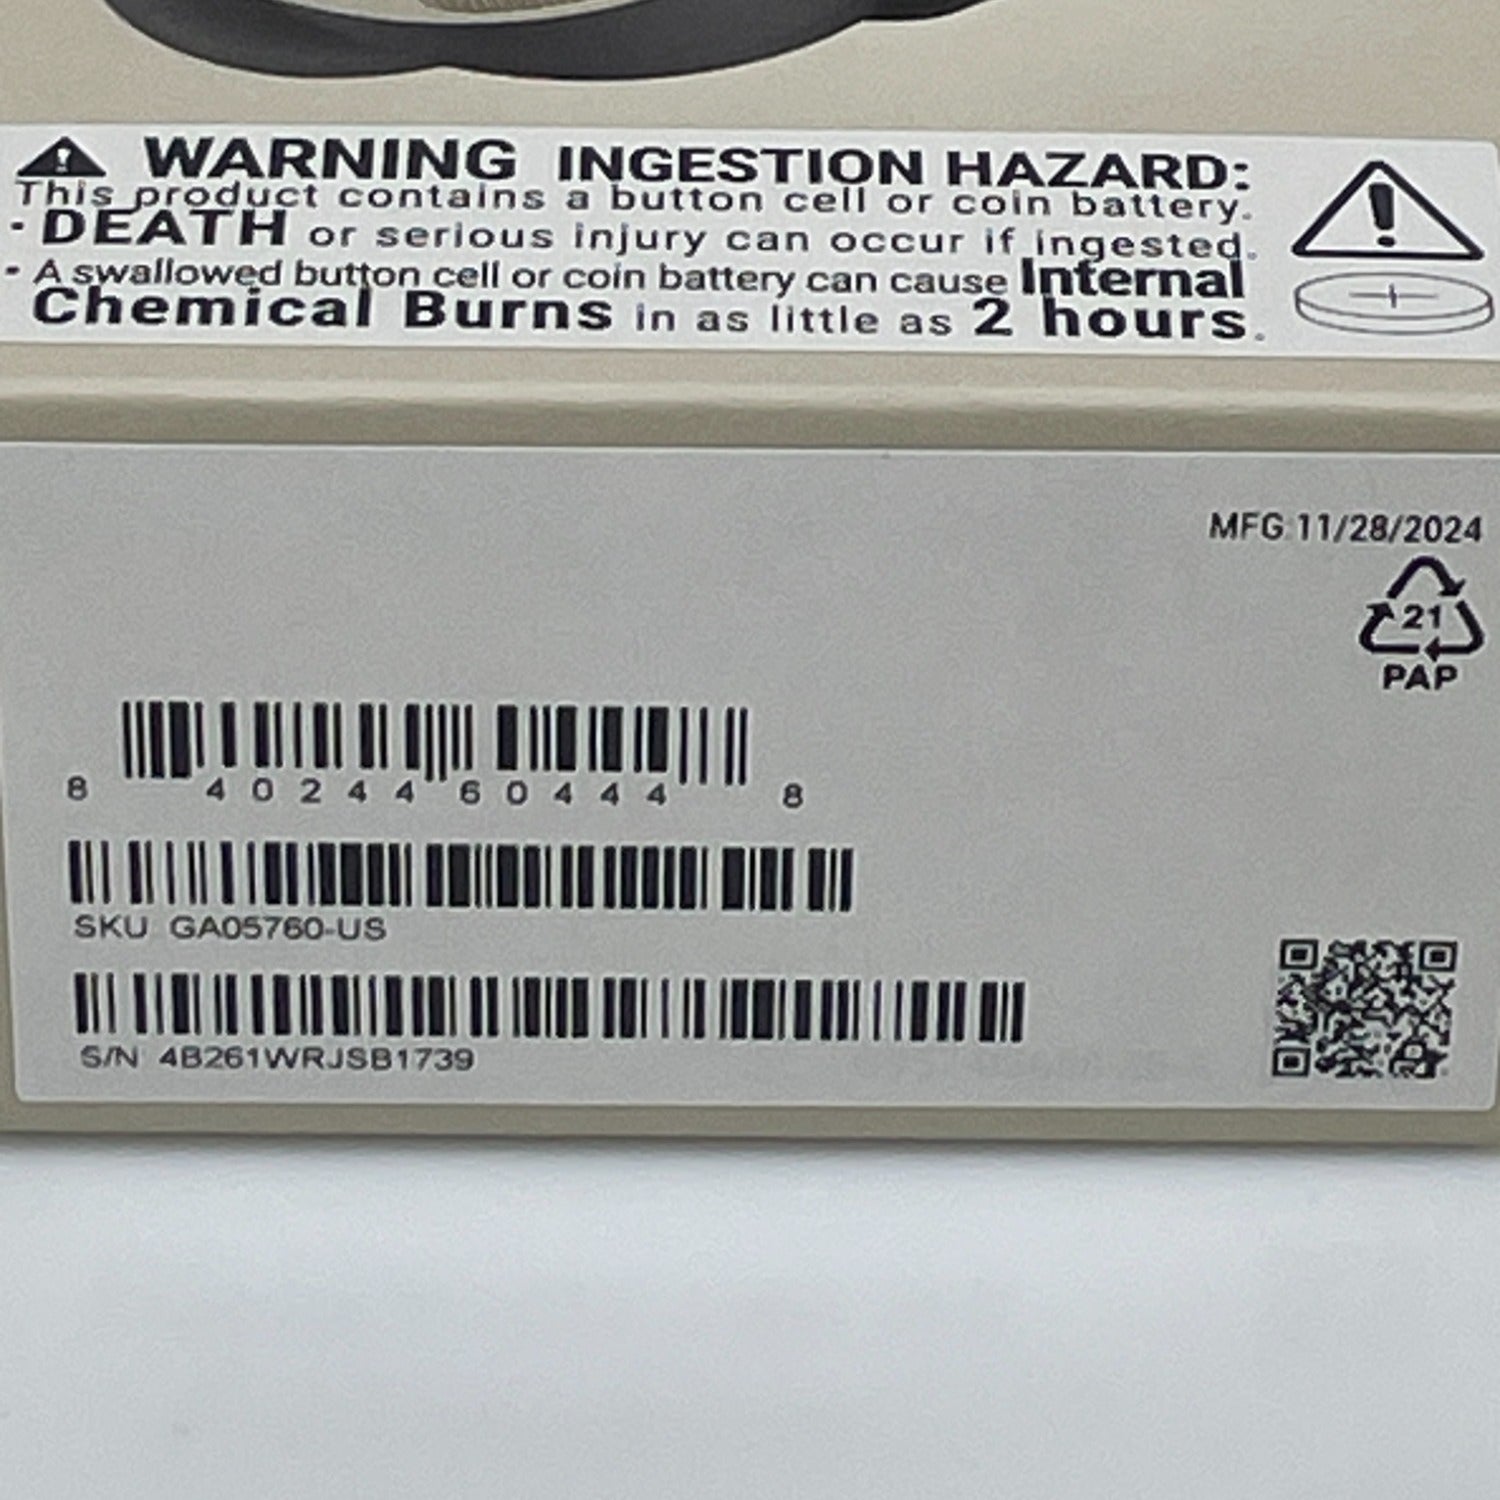 WARNING INGESTION HAZARD:
This product contains a button cell or coin battery.
- DEATH or serious injury can occur if ingested.
- A swallowed button cell or coin battery can cause Internal
Chemical Burns in as little as 2 hours.
MFG 11/28/2024
21
PAP
8 40244 60444 8
SKU GA05760-US
S/N 4B261WRJSB1739